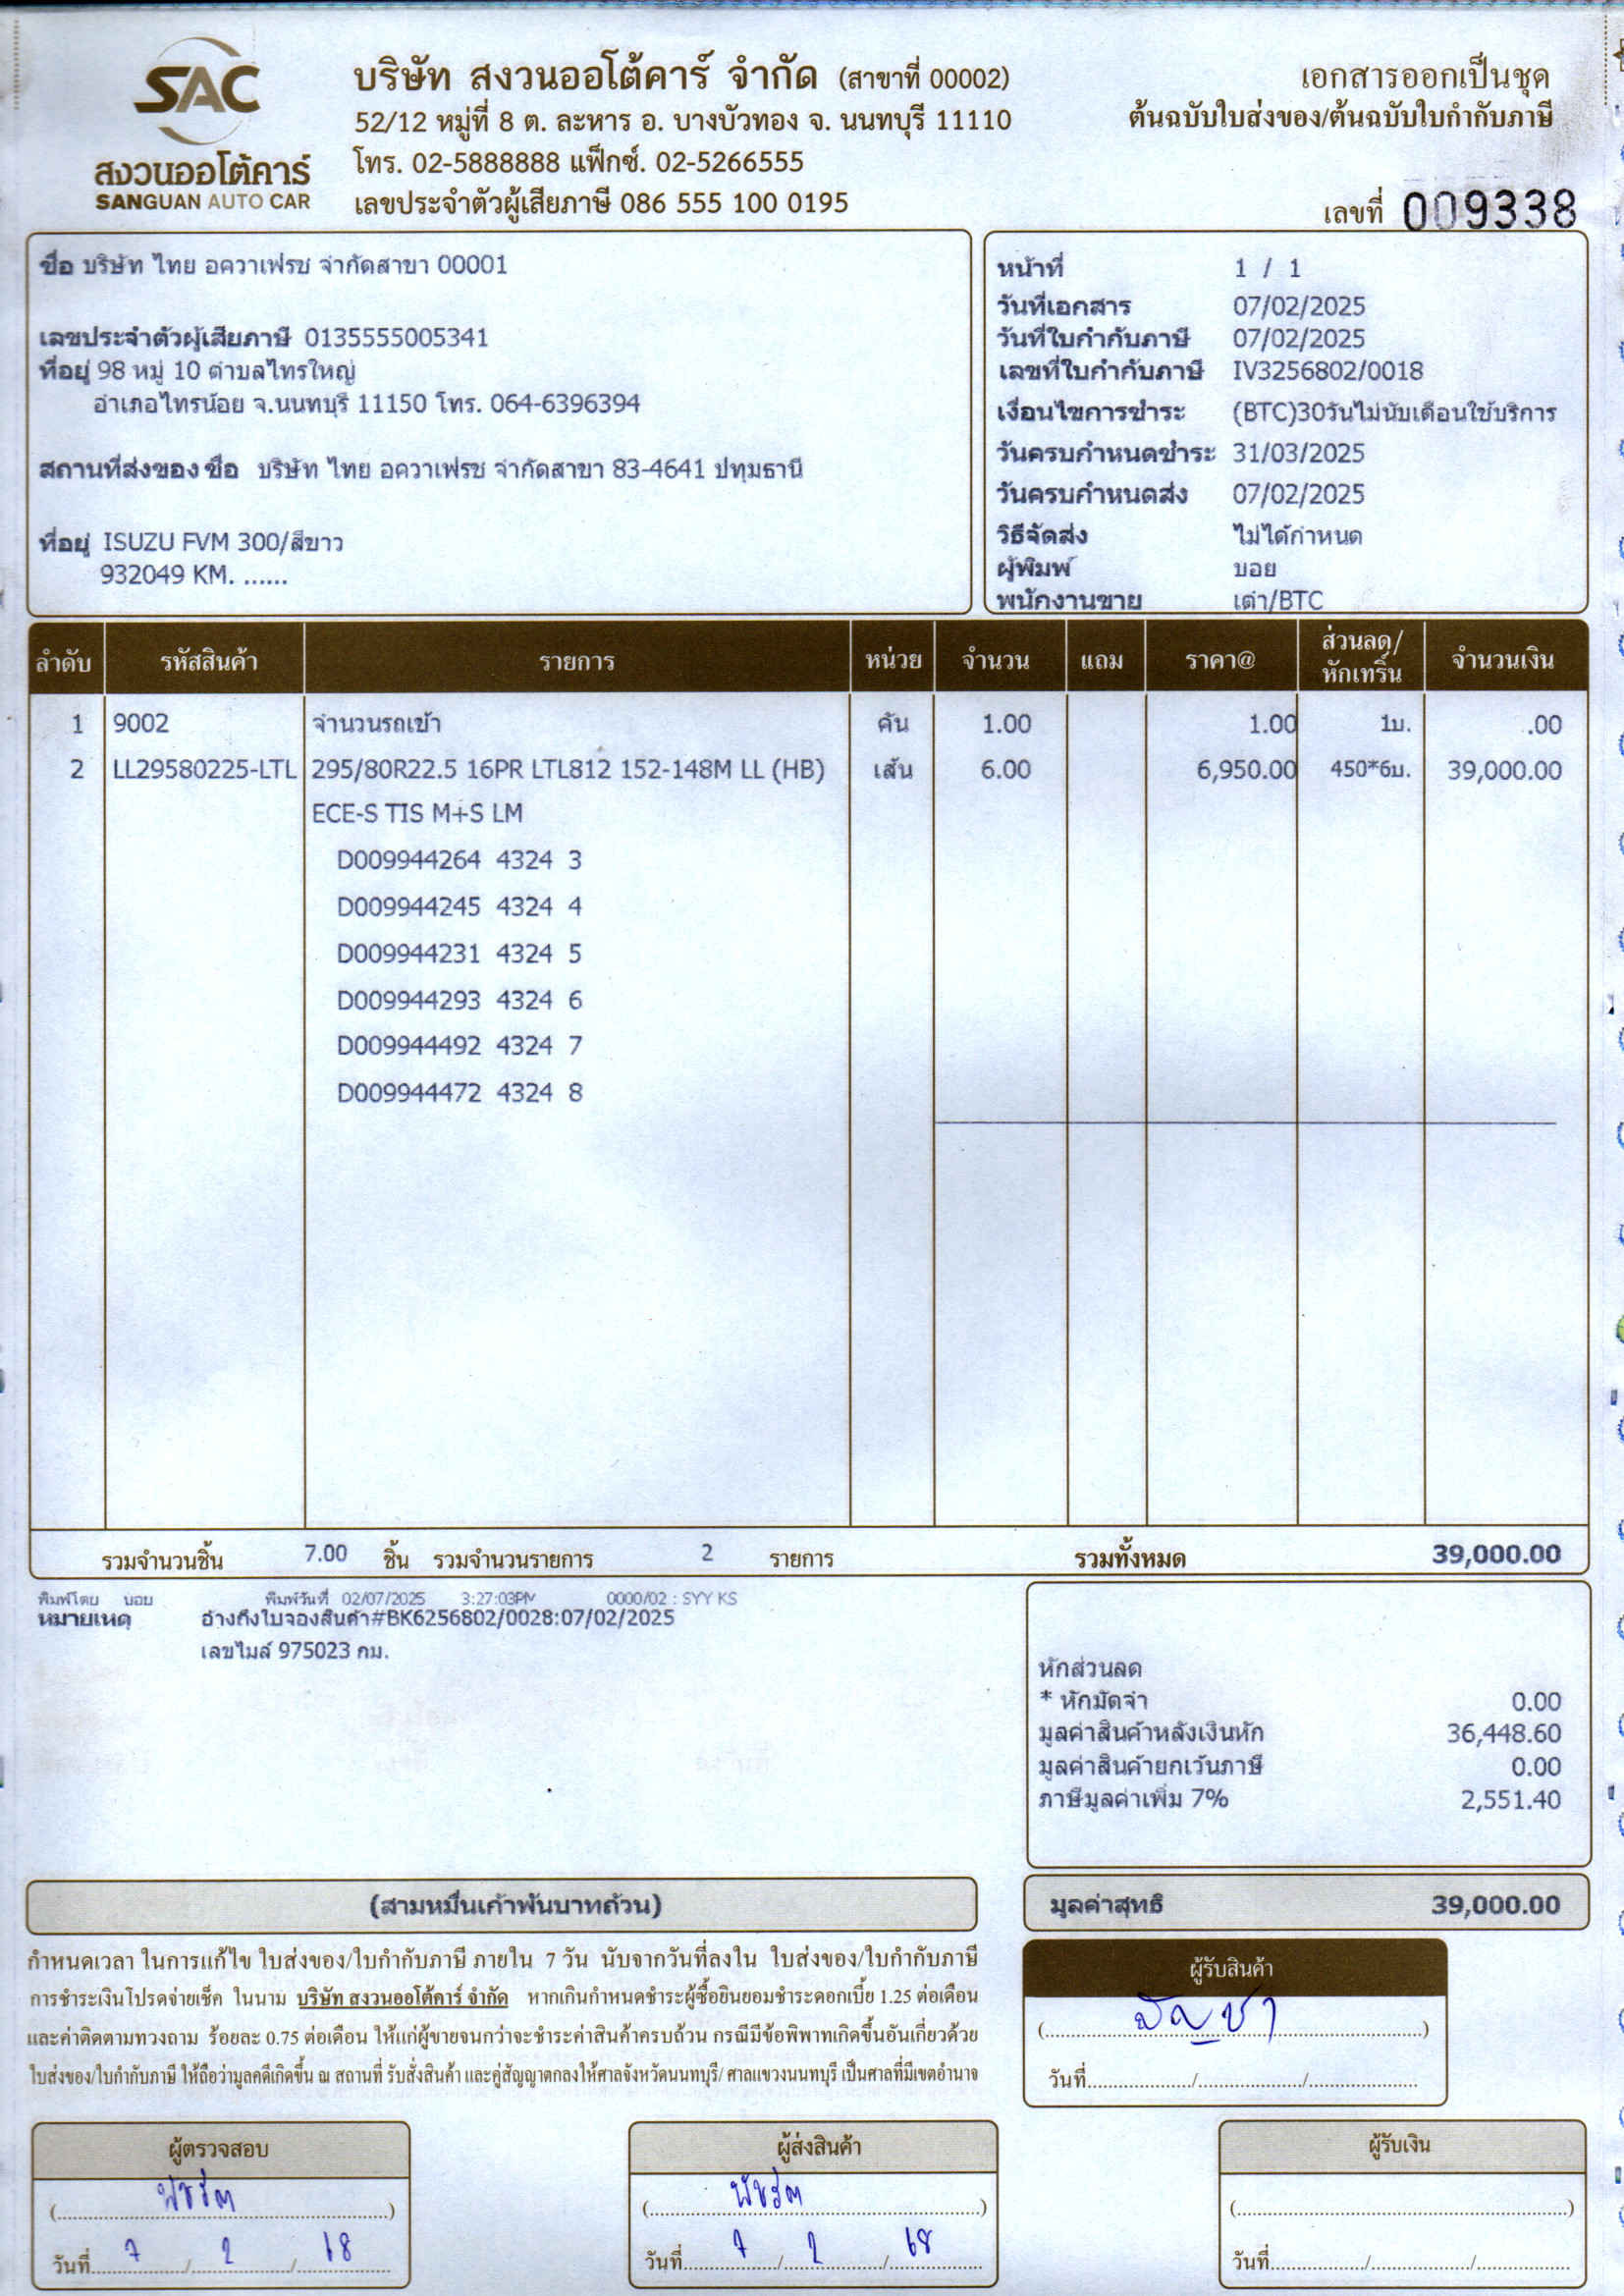 SAC
สงวนออโต้คาร์
SANGUAN AUTO CAR
บริษัท สงวนออโต้คาร์ จำกัด (สาขาที่ 00002)
52/12 หมู่ที่ 8 ต. ละหาร อ. บางบัวทอง จ. นนทบุรี 11110
โทร. 02-5888888 แฟ็กซ์. 02-5266555
เลขประจำตัวผู้เสียภาษี 086 555 100 0195
เอกสารออกเป็นชุด
ต้นฉบับใบส่งของ/ต้นฉบับใบกำกับภาษี
เลขที่ 009338
ชื่อ บริษัท ไทย อควาเฟรช จำกัดสาขา 00001
เลขประจำตัวผู้เสียภาษี 0135555005341
ที่อยู่ 98 หมู่ 10 ตำบลไทรใหญ่
อำเภอไทรน้อย จ.นนทบุรี 11150 โทร. 064-6396394
สถานที่ส่งของ ชื่อ บริษัท ไทย อควาเฟรช จำกัดสาขา 83-4641 ปทุมธานี
ที่อยู่ ISUZU FVM 300/สีขาว
932049 KM. ......
หน้าที่ 1 / 1
วันที่เอกสาร 07/02/2025
วันที่ใบกำกับภาษี 07/02/2025
เลขที่ใบกำกับภาษี IV3256802/0018
เงื่อนไขการชำระ (BTC)30วันไม่นับเดือนใช้บริการ
วันครบกำหนดชำระ 31/03/2025
วันครบกำหนดส่ง 07/02/2025
วิธีจัดส่ง ไม่ได้กำหนด
ผู้พิมพ์ บอย
พนักงานขาย เต่า/BTC
ลำดับ รหัสสินค้า รายการ หน่วย จำนวน แถม ราคา@ ส่วนลด/หักเทริ์น จำนวนเงิน
1 9002 จำนวนรถเข้า คัน 1.00 1.00 1บ. .00
2 LL29580225-LTL 295/80R22.5 16PR LTL812 152-148M LL (HB) เส้น 6.00 6,950.00 450*6บ. 39,000.00
ECE-S TIS M+S LM
D009944264 4324 3
D009944245 4324 4
D009944231 4324 5
D009944293 4324 6
D009944492 4324 7
D009944472 4324 8
รวมจำนวนชิ้น 7.00 ชิ้น รวมจำนวนรายการ 2 รายการ รวมทั้งหมด 39,000.00
พิมพ์โดย บอย พิมพ์วันที่ 02/07/2025 3:27:03PM 0000/02 : SYY KS
หมายเหตุ อ้างถึงใบจองสินค้า#BK6256802/0028:07/02/2025
เลขไมล์ 975023 กม.
หักส่วนลด
* หักมัดจำ 0.00
มูลค่าสินค้าหลังเงินหัก 36,448.60
มูลค่าสินค้ายกเว้นภาษี 0.00
ภาษีมูลค่าเพิ่ม 7% 2,551.40
(สามหมื่นเก้าพันบาทถ้วน)
มูลค่าสุทธิ 39,000.00
กำหนดเวลา ในการแก้ไข ใบส่งของ/ใบกำกับภาษี ภายใน 7 วัน นับจากวันที่ลงใน ใบส่งของ/ใบกำกับภาษี
การชำระเงินโปรดจ่ายเช็ค ในนาม บริษัท สงวนออโต้คาร์ จำกัด หากเกินกำหนดชำระผู้ซื้อยินยอมชำระดอกเบี้ย 1.25 ต่อเดือน
และค่าติดตามทวงถาม ร้อยละ 0.75 ต่อเดือน ให้แก่ผู้ขายจนกว่าจะชำระค่าสินค้าครบถ้วน กรณีมีข้อพิพาทเกิดขึ้นอันเกี่ยวด้วย
ใบส่งของ/ใบกำกับภาษี ให้ถือว่ามูลคดีเกิดขึ้น ณ สถานที่ รับสั่งสินค้า และคู่สัญญาตกลงให้ศาลจังหวัดนนทบุรี/ ศาลแขวงนนทบุรี เป็นศาลที่มีเขตอำนาจ
ผู้รับสินค้า
(สัญชา)
วันที่......../......../........
ผู้ตรวจสอบ
วันที่ 7 / 2 / 68
ผู้ส่งสินค้า
วันที่ 7 / 2 / 68
ผู้รับเงิน
(........)
วันที่......../......../........